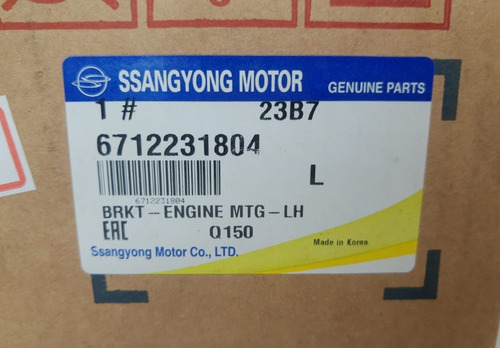 SSANGYONG MOTOR GENUINE PARTS
1 # 23B7
6712231804
L
6712231804
BRKT-ENGINE MTG-LH
EAC Q150
Made in Korea
Ssangyong Motor Co., LTD.